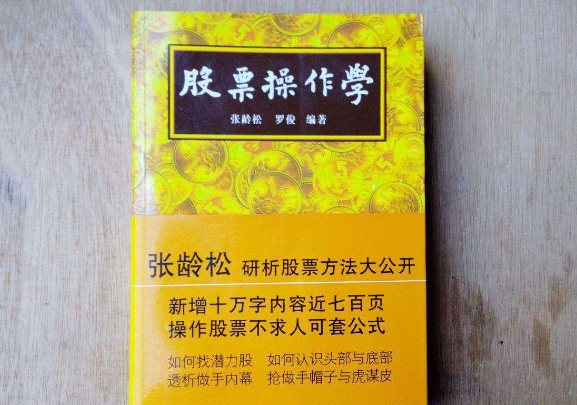 股票操作學
张龄松 罗俊 编著
张龄松 研析股票方法大公开
新增十万字内容近七百页
操作股票不求人可套公式
如何找潜力股 如何认识头部与底部
透析做手内幕 抢做手帽子与虎谋皮